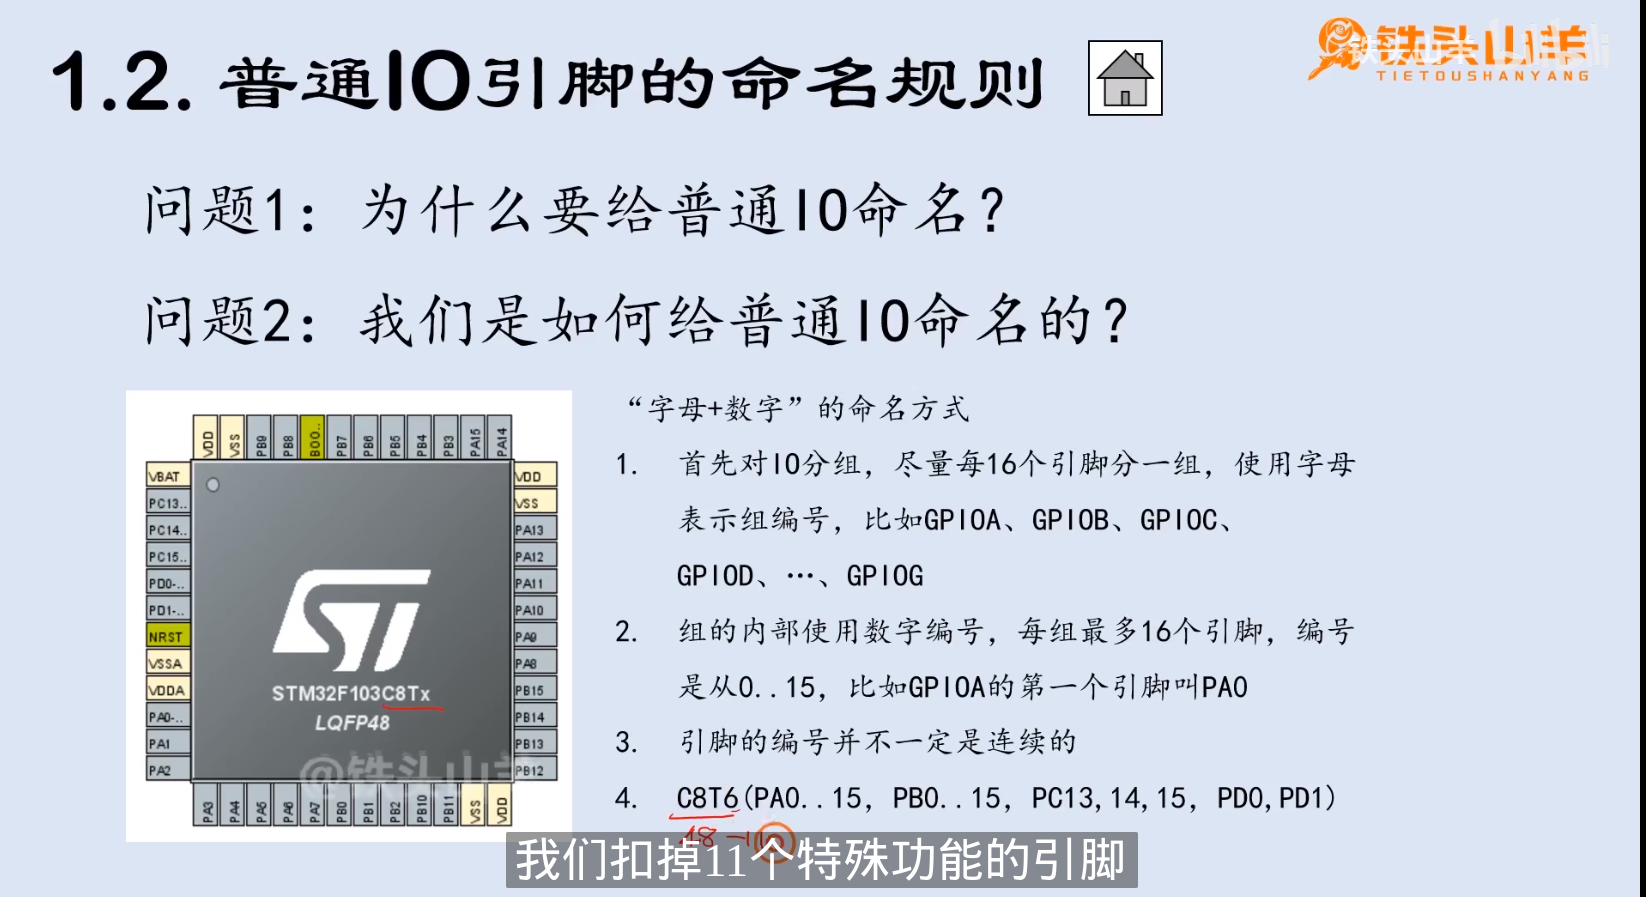 1.2. 普通IO引脚的命名规则
铁头山羊
TIETOUSHANYANG
问题1：为什么要给普通IO命名？
问题2：我们是如何给普通IO命名的？
“字母+数字”的命名方式
1. 首先对IO分组，尽量每16个引脚分一组，使用字母
表示组编号，比如GPIOA、GPIOB、GPIOC、
GPIOD、…、GPIOG
2. 组的内部使用数字编号，每组最多16个引脚，编号
是从0..15，比如GPIOA的第一个引脚叫PA0
3. 引脚的编号并不一定是连续的
4. C8T6(PA0..15, PB0..15, PC13,14,15, PD0,PD1)
VDD VSS PB9 PB8 BOO.. PB7 PB6 PB5 PB4 PB3 PA15 PA14
VBAT
PC13..
PC14..
PC15..
PD0-..
PD1-..
NRST
VSSA
VDDA
PA0-..
PA1
PA2
STM32F103C8Tx
LQFP48
@铁头山羊
VDD
VSS
PA13
PA12
PA11
PA10
PA9
PA8
PB15
PB14
PB13
PB12
PA3 PA4 PA5 PA6 PA7 PB0 PB1 PB2 PB10 PB11 VSS VDD
48-
我们扣掉11个特殊功能的引脚